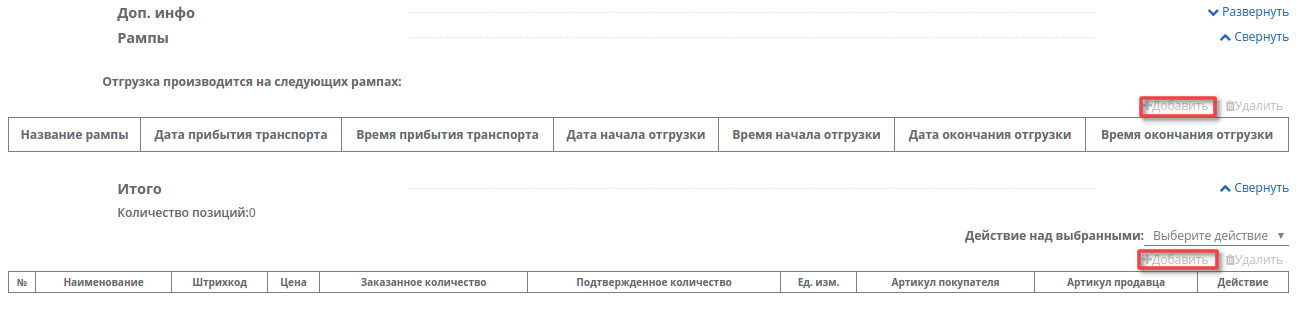 Доп. инфо Развернуть
Рампы Свернуть
Отгрузка производится на следующих рампах:
Добавить Удалить
Название рампы Дата прибытия транспорта Время прибытия транспорта Дата начала отгрузки Время начала отгрузки Дата окончания отгрузки Время окончания отгрузки
Итого Свернуть
Количество позиций:0
Действие над выбранными: Выберите действие
Добавить Удалить
№ Наименование Штрихкод Цена Заказанное количество Подтвержденное количество Ед. изм. Артикул покупателя Артикул продавца Действие